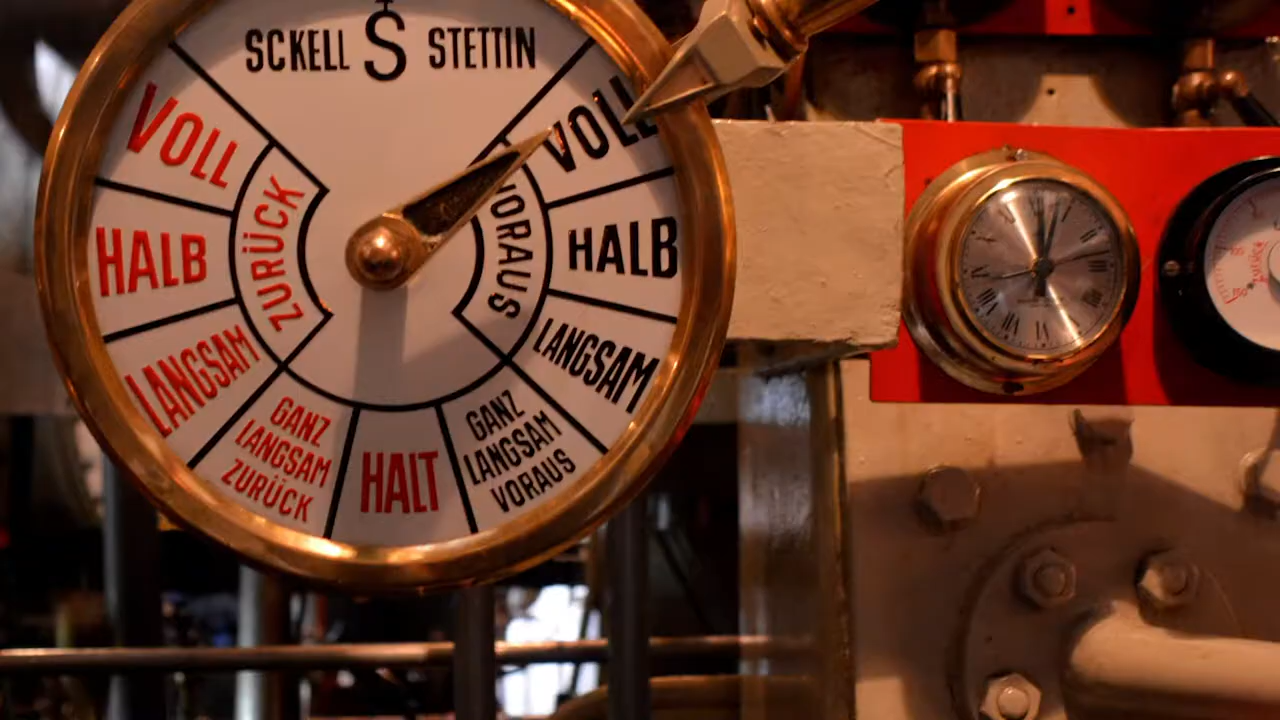 SCKELL S STETTIN
VOLL
HALB
LANGSAM
ZURÜCK
GANZ
LANGSAM
ZURÜCK
HALT
GANZ
LANGSAM
VORAUS
VORAUS
VOLL
HALB
LANGSAM